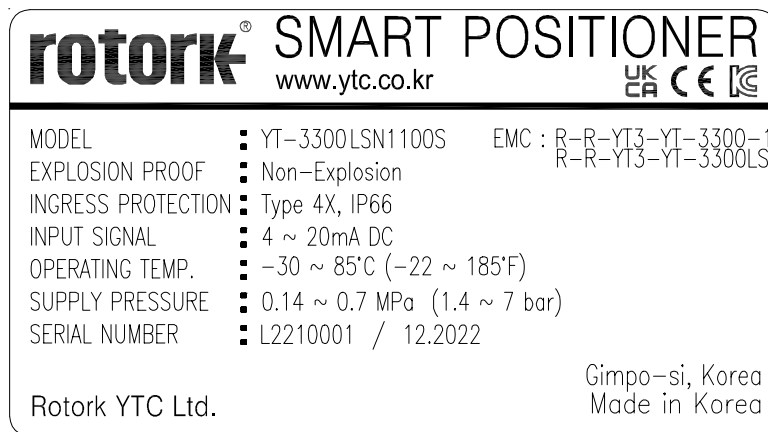 rotork® SMART POSITIONER
www.ytc.co.kr
UK CA CE
MODEL : YT-3300LSN1100S EMC : R-R-YT3-YT-3300-1
R-R-YT3-YT-3300LS
EXPLOSION PROOF : Non-Explosion
INGRESS PROTECTION : Type 4X, IP66
INPUT SIGNAL : 4 ~ 20mA DC
OPERATING TEMP. : -30 ~ 85°C (-22 ~ 185°F)
SUPPLY PRESSURE : 0.14 ~ 0.7 MPa (1.4 ~ 7 bar)
SERIAL NUMBER : L2210001 / 12.2022
Gimpo-si, Korea
Rotork YTC Ltd. Made in Korea